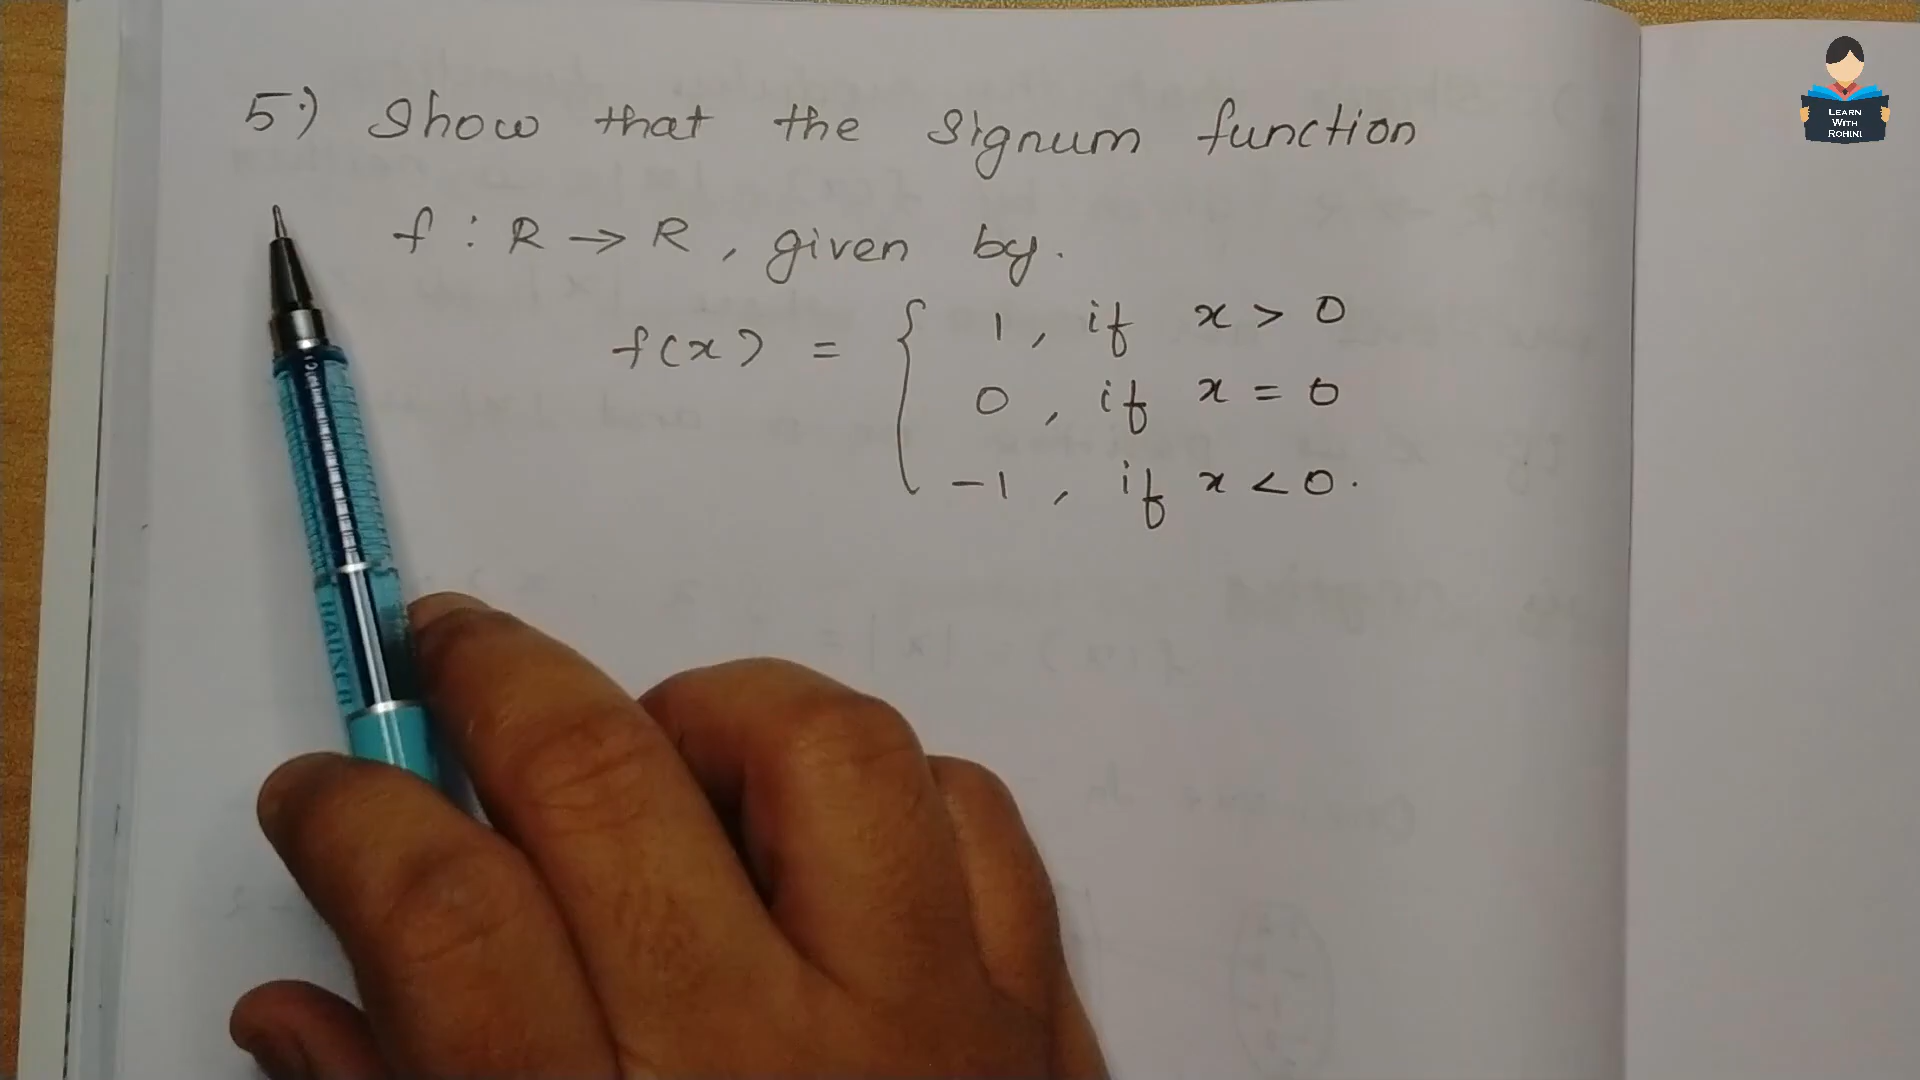 5.) Show that the Signum function
f : R → R , given by.
f(x) = { 1 , if x > 0
0 , if x = 0
-1 , if x < 0 .
LEARN
WITH
ROHINI